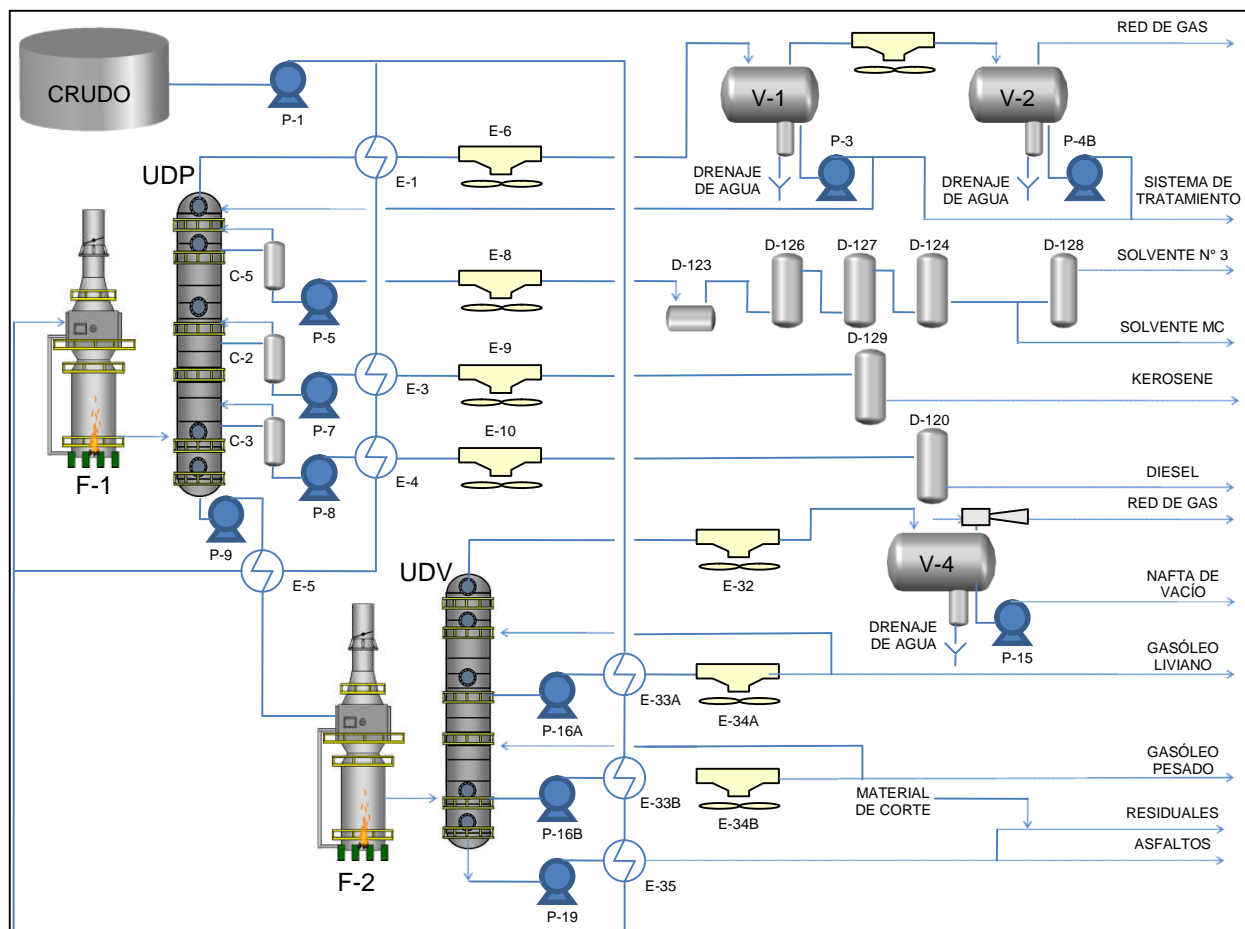 RED DE GAS
CRUDO
P-1
V-1
V-2
E-6
P-3
P-4B
E-1
UDP
DRENAJE
DE AGUA
DRENAJE
DE AGUA
SISTEMA DE
TRATAMIENTO
D-126
D-127
D-124
D-128
SOLVENTE N° 3
E-8
D-123
C-5
P-5
SOLVENTE MC
D-129
E-9
C-2
KEROSENE
E-3
P-7
D-120
E-10
C-3
DIESEL
E-4
F-1
P-8
RED DE GAS
P-9
E-5
UDV
E-32
V-4
NAFTA DE
VACÍO
DRENAJE
DE AGUA
P-15
GASÓLEO
LIVIANO
E-33A
P-16A
E-34A
GASÓLEO
PESADO
E-33B
MATERIAL
DE CORTE
P-16B
E-34B
RESIDUALES
ASFALTOS
F-2
E-35
P-19